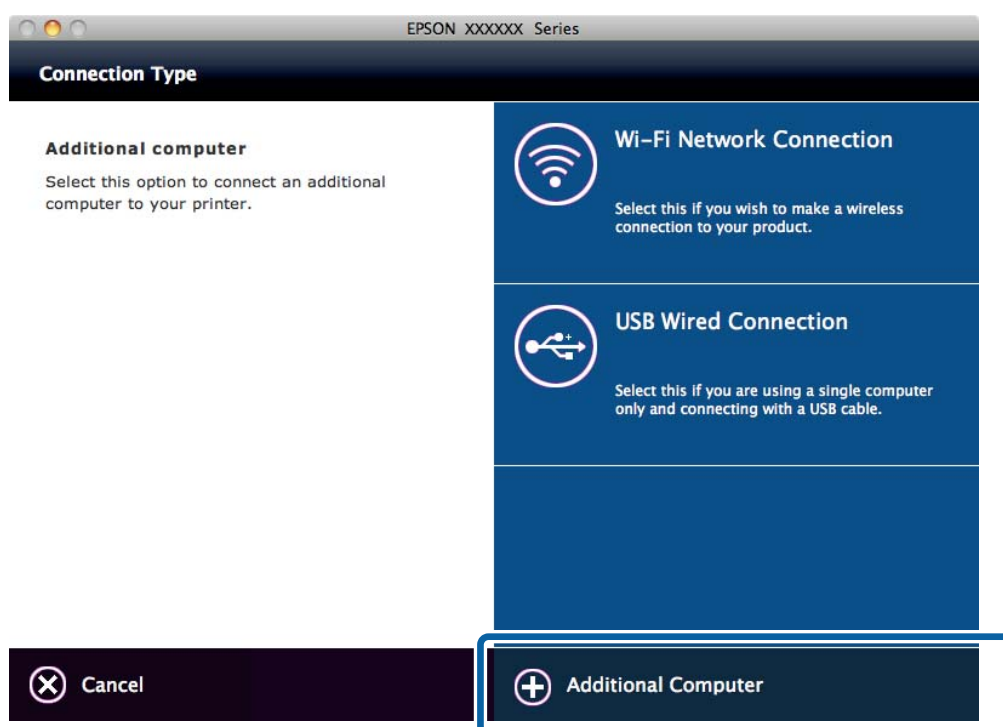 EPSON XXXXXX Series
Connection Type
Additional computer
Select this option to connect an additional
computer to your printer.
Wi-Fi Network Connection
Select this if you wish to make a wireless
connection to your product.
USB Wired Connection
Select this if you are using a single computer
only and connecting with a USB cable.
Cancel
Additional Computer